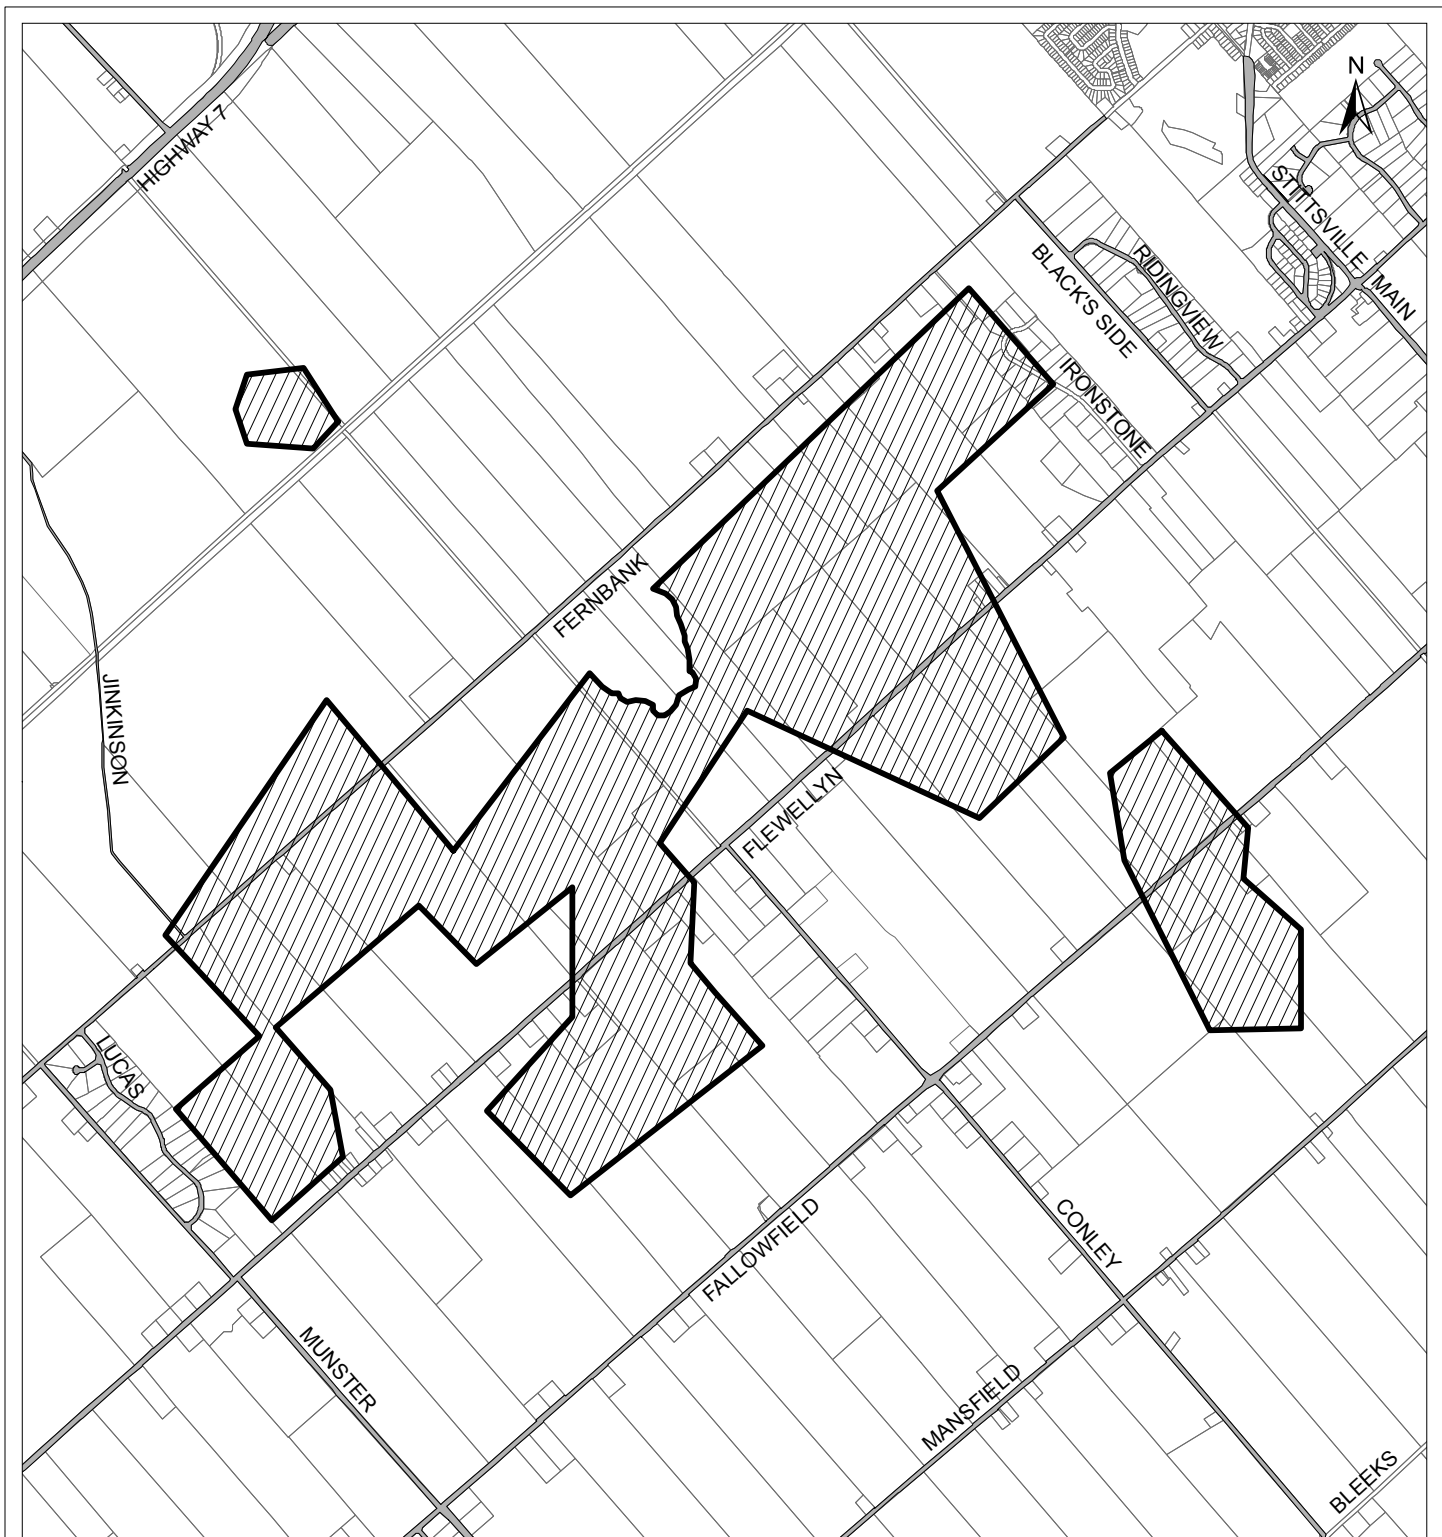 N
HIGHWAY 7
STITTSVILLE MAIN
RIDINGVIEW
BLACK'S SIDE
IRONSTONE
FERNBANK
JINKINSON
FLEWELLYN
LUCAS
CONLEY
FALLOWFIELD
MUNSTER
MANSFIELD
BLEEKS